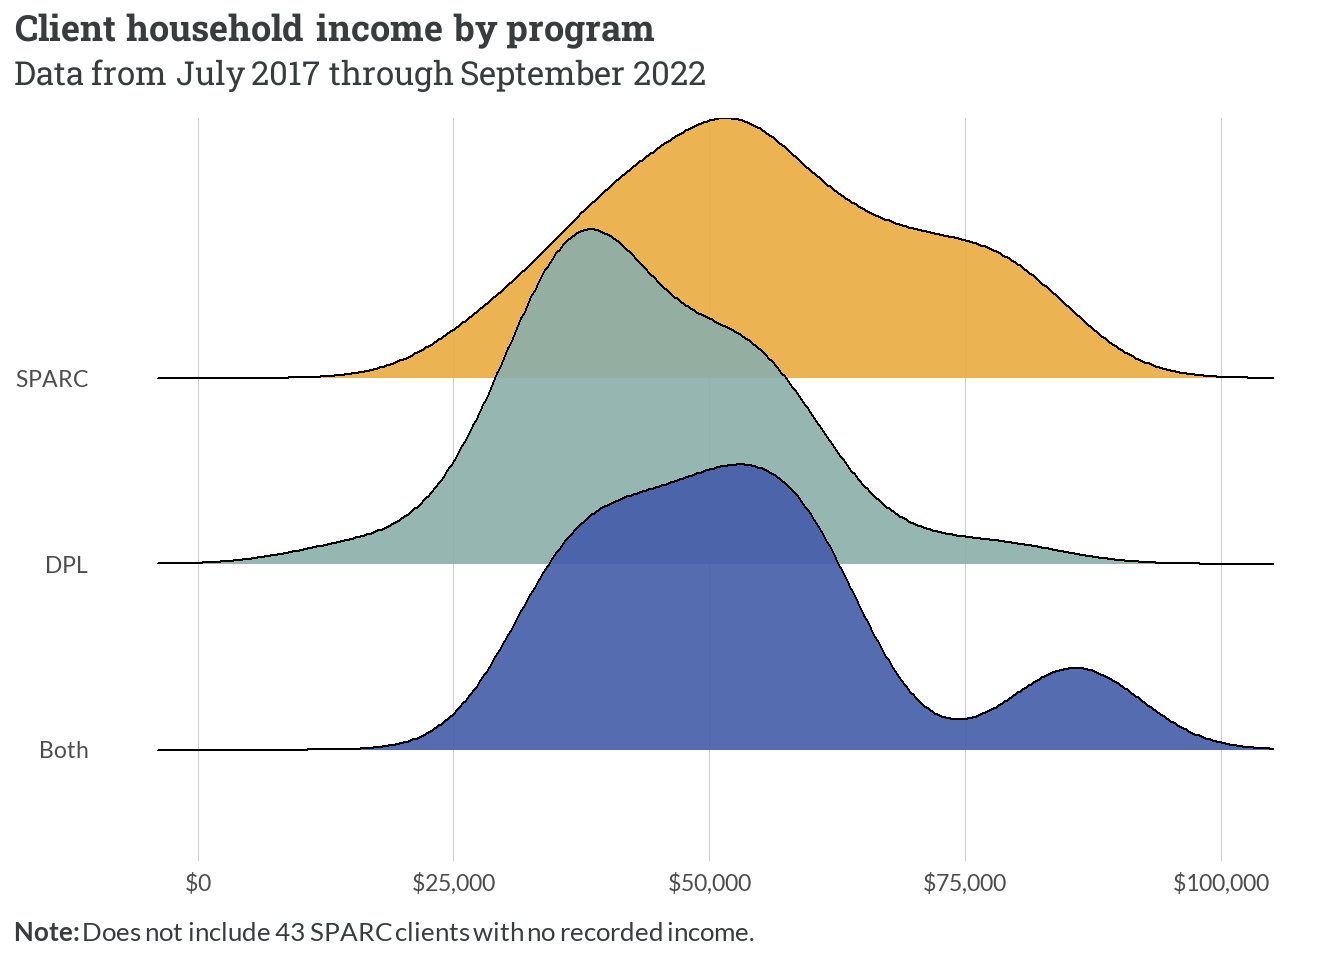 Client household income by program
Data from July 2017 through September 2022
SPARC
DPL
Both
$0 $25,000 $50,000 $75,000 $100,000
Note: Does not include 43 SPARC clients with no recorded income.